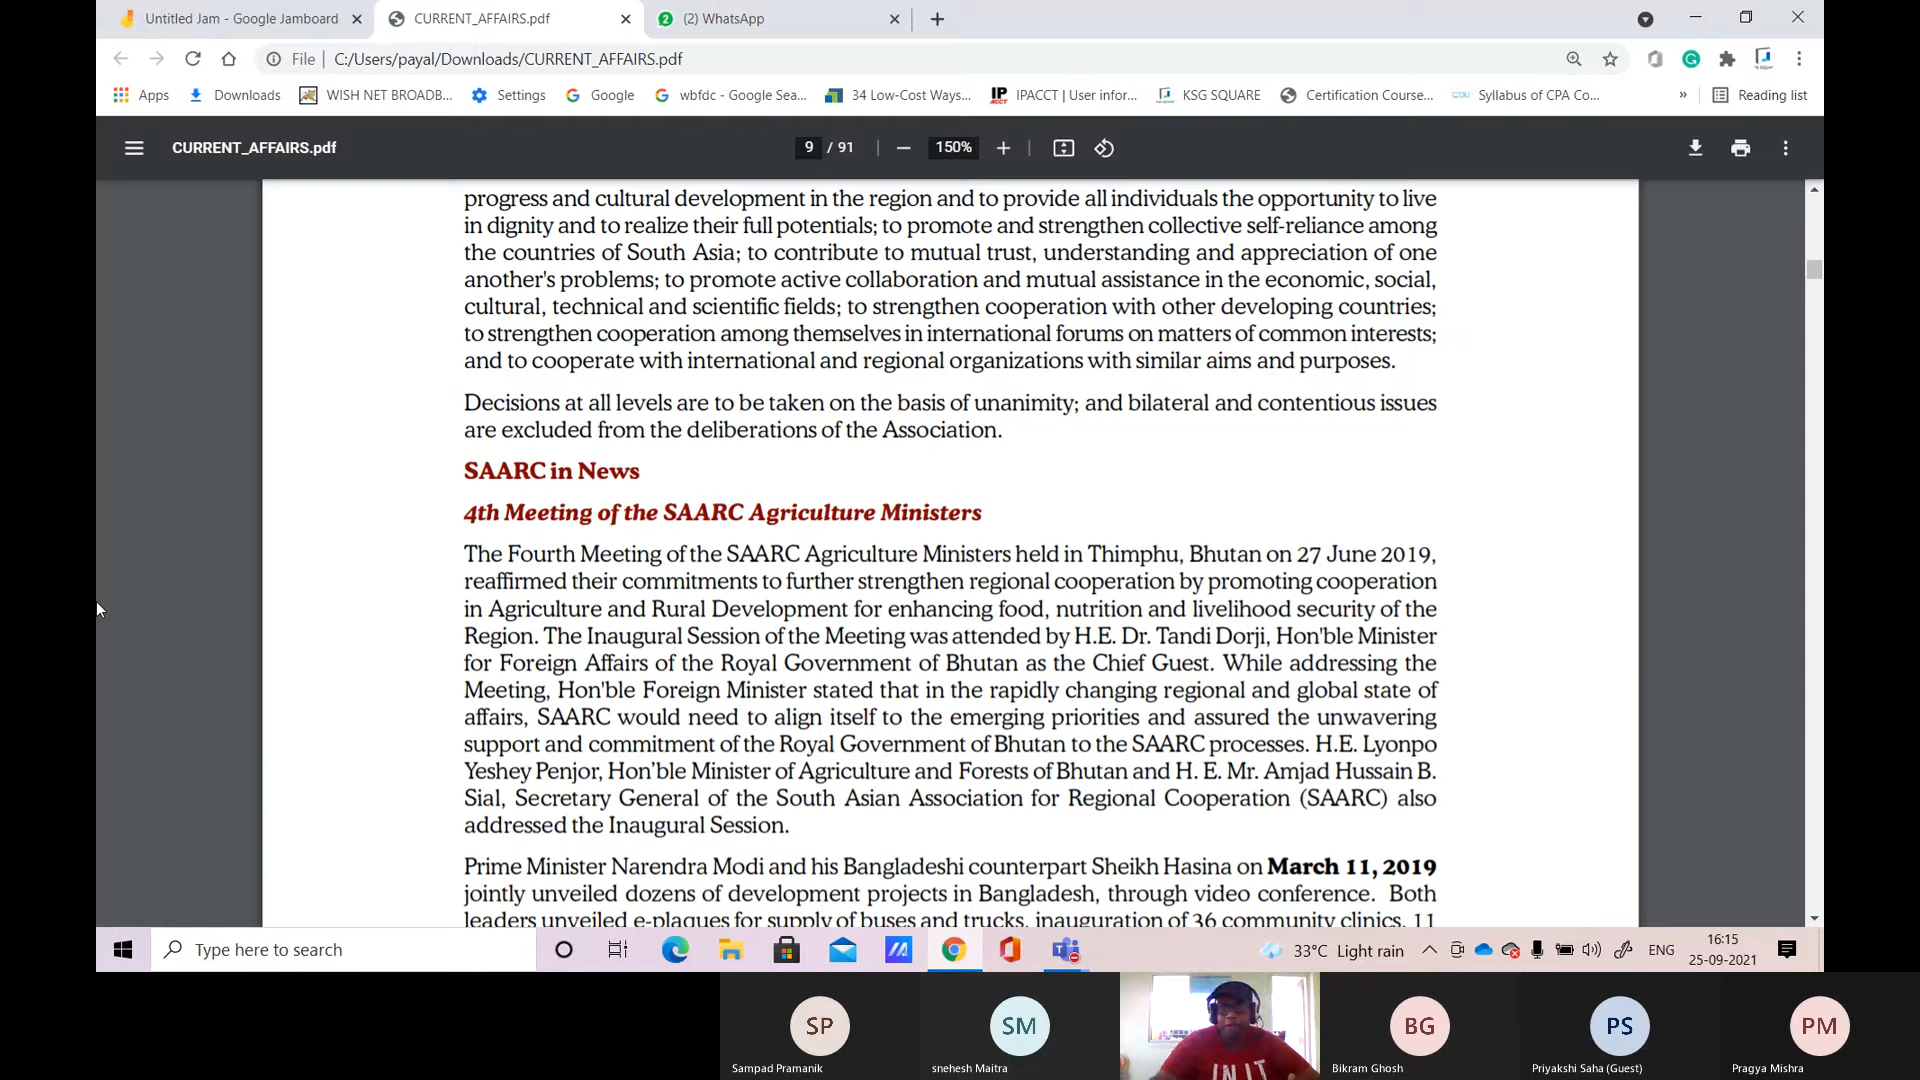 Untitled Jam - Google Jamboard
CURRENT_AFFAIRS.pdf
(2) WhatsApp
File | C:/Users/payal/Downloads/CURRENT_AFFAIRS.pdf
Apps
Downloads
WISH NET BROADB...
Settings
Google
wbfdc - Google Sea...
34 Low-Cost Ways...
IPACCT | User infor...
KSG SQUARE
Certification Course...
Syllabus of CPA Co...
»
Reading list
CURRENT_AFFAIRS.pdf
9 / 91
150%
progress and cultural development in the region and to provide all individuals the opportunity to live
in dignity and to realize their full potentials; to promote and strengthen collective self-reliance among
the countries of South Asia; to contribute to mutual trust, understanding and appreciation of one
another's problems; to promote active collaboration and mutual assistance in the economic, social,
cultural, technical and scientific fields; to strengthen cooperation with other developing countries;
to strengthen cooperation among themselves in international forums on matters of common interests;
and to cooperate with international and regional organizations with similar aims and purposes.
Decisions at all levels are to be taken on the basis of unanimity; and bilateral and contentious issues
are excluded from the deliberations of the Association.
SAARC in News
4th Meeting of the SAARC Agriculture Ministers
The Fourth Meeting of the SAARC Agriculture Ministers held in Thimphu, Bhutan on 27 June 2019,
reaffirmed their commitments to further strengthen regional cooperation by promoting cooperation
in Agriculture and Rural Development for enhancing food, nutrition and livelihood security of the
Region. The Inaugural Session of the Meeting was attended by H.E. Dr. Tandi Dorji, Hon'ble Minister
for Foreign Affairs of the Royal Government of Bhutan as the Chief Guest. While addressing the
Meeting, Hon'ble Foreign Minister stated that in the rapidly changing regional and global state of
affairs, SAARC would need to align itself to the emerging priorities and assured the unwavering
support and commitment of the Royal Government of Bhutan to the SAARC processes. H.E. Lyonpo
Yeshey Penjor, Hon’ble Minister of Agriculture and Forests of Bhutan and H. E. Mr. Amjad Hussain B.
Sial, Secretary General of the South Asian Association for Regional Cooperation (SAARC) also
addressed the Inaugural Session.
Prime Minister Narendra Modi and his Bangladeshi counterpart Sheikh Hasina on March 11, 2019
jointly unveiled dozens of development projects in Bangladesh, through video conference. Both
leaders unveiled e-plaques for supply of buses and trucks, inauguration of 36 community clinics, 11
Type here to search
33°C Light rain
ENG
16:15
25-09-2021
SP
SM
BG
PS
PM
Sampad Pramanik
snehesh Maitra
Bikram Ghosh
Priyakshi Saha (Guest)
Pragya Mishra